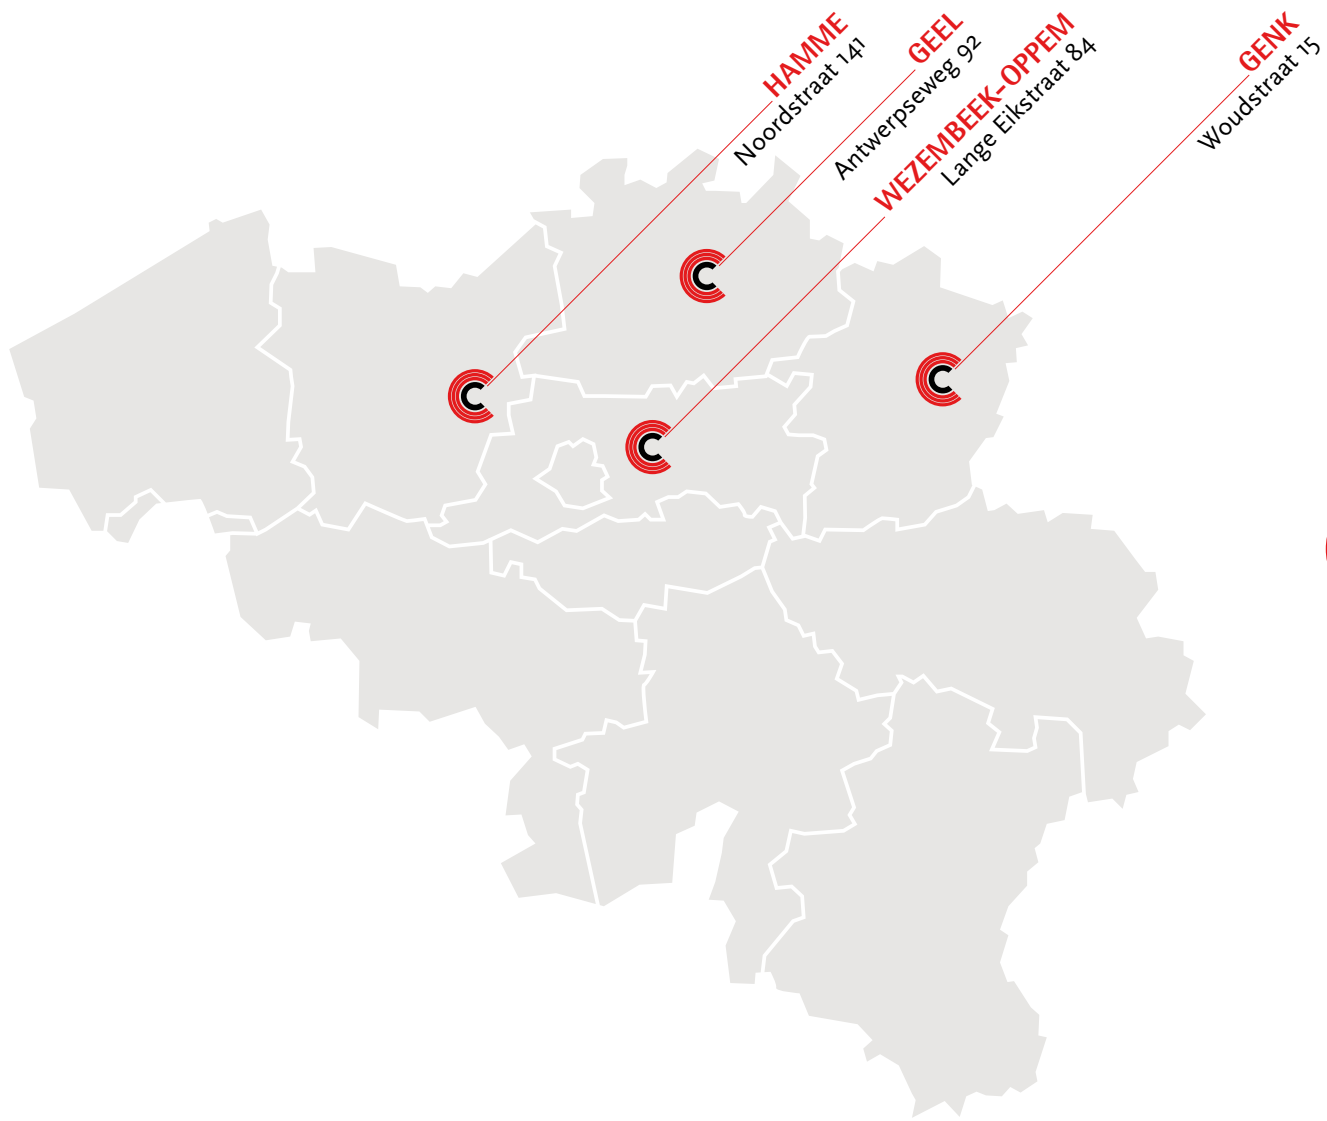 HAMME
Noordstraat 141
GEEL
Antwerpseweg 92
WEZEMBEEK-OPPEM
Lange Eikstraat 84
GENK
Woudstraat 15